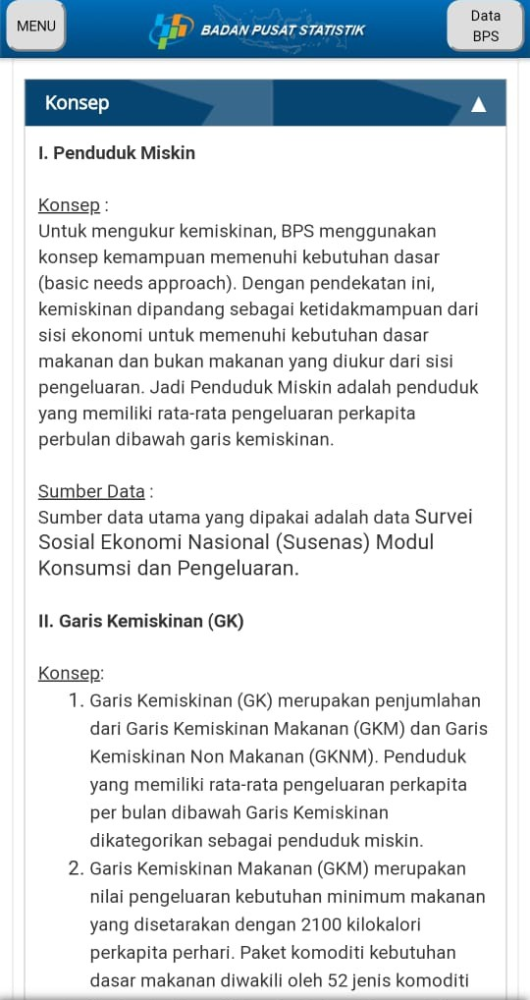 MENU
BADAN PUSAT STATISTIK
Data
BPS
Konsep
I. Penduduk Miskin
Konsep :
Untuk mengukur kemiskinan, BPS menggunakan
konsep kemampuan memenuhi kebutuhan dasar
(basic needs approach). Dengan pendekatan ini,
kemiskinan dipandang sebagai ketidakmampuan dari
sisi ekonomi untuk memenuhi kebutuhan dasar
makanan dan bukan makanan yang diukur dari sisi
pengeluaran. Jadi Penduduk Miskin adalah penduduk
yang memiliki rata-rata pengeluaran perkapita
perbulan dibawah garis kemiskinan.
Sumber Data :
Sumber data utama yang dipakai adalah data Survei
Sosial Ekonomi Nasional (Susenas) Modul
Konsumsi dan Pengeluaran.
II. Garis Kemiskinan (GK)
Konsep:
1. Garis Kemiskinan (GK) merupakan penjumlahan
dari Garis Kemiskinan Makanan (GKM) dan Garis
Kemiskinan Non Makanan (GKNM). Penduduk
yang memiliki rata-rata pengeluaran perkapita
per bulan dibawah Garis Kemiskinan
dikategorikan sebagai penduduk miskin.
2. Garis Kemiskinan Makanan (GKM) merupakan
nilai pengeluaran kebutuhan minimum makanan
yang disetarakan dengan 2100 kilokalori
perkapita perhari. Paket komoditi kebutuhan
dasar makanan diwakili oleh 52 jenis komoditi